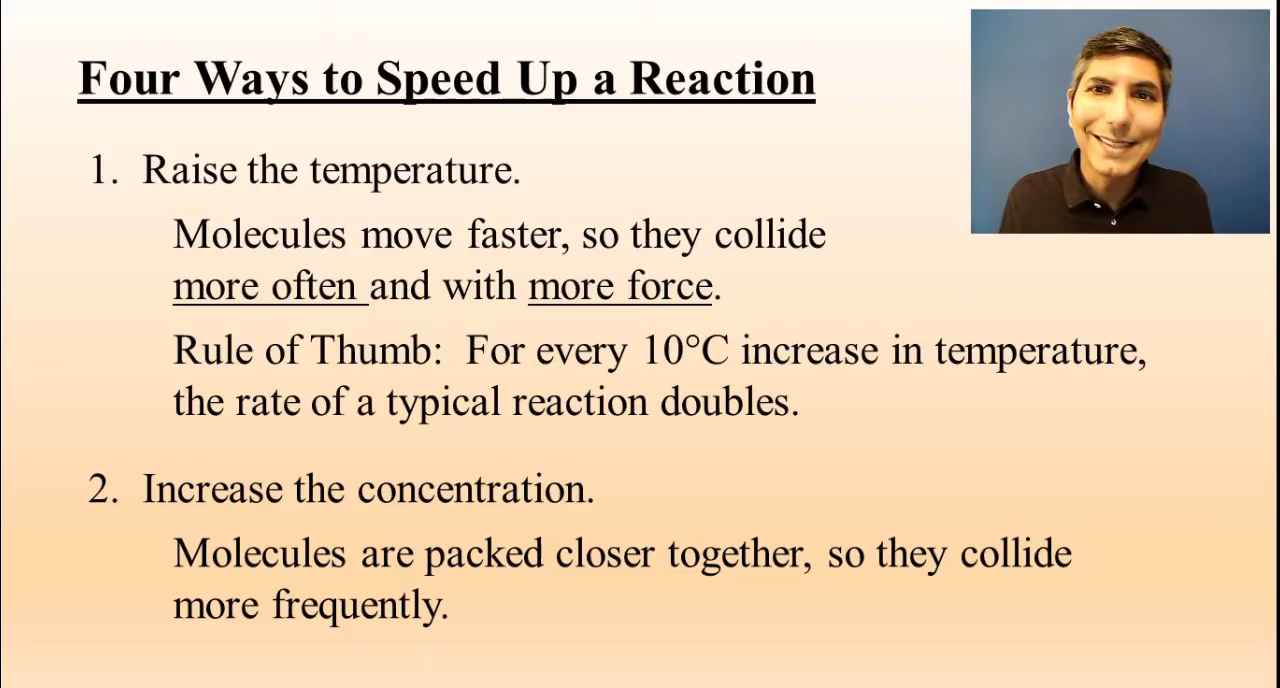 Four Ways to Speed Up a Reaction
1. Raise the temperature.
Molecules move faster, so they collide
more often and with more force.
Rule of Thumb: For every 10°C increase in temperature,
the rate of a typical reaction doubles.
2. Increase the concentration.
Molecules are packed closer together, so they collide
more frequently.